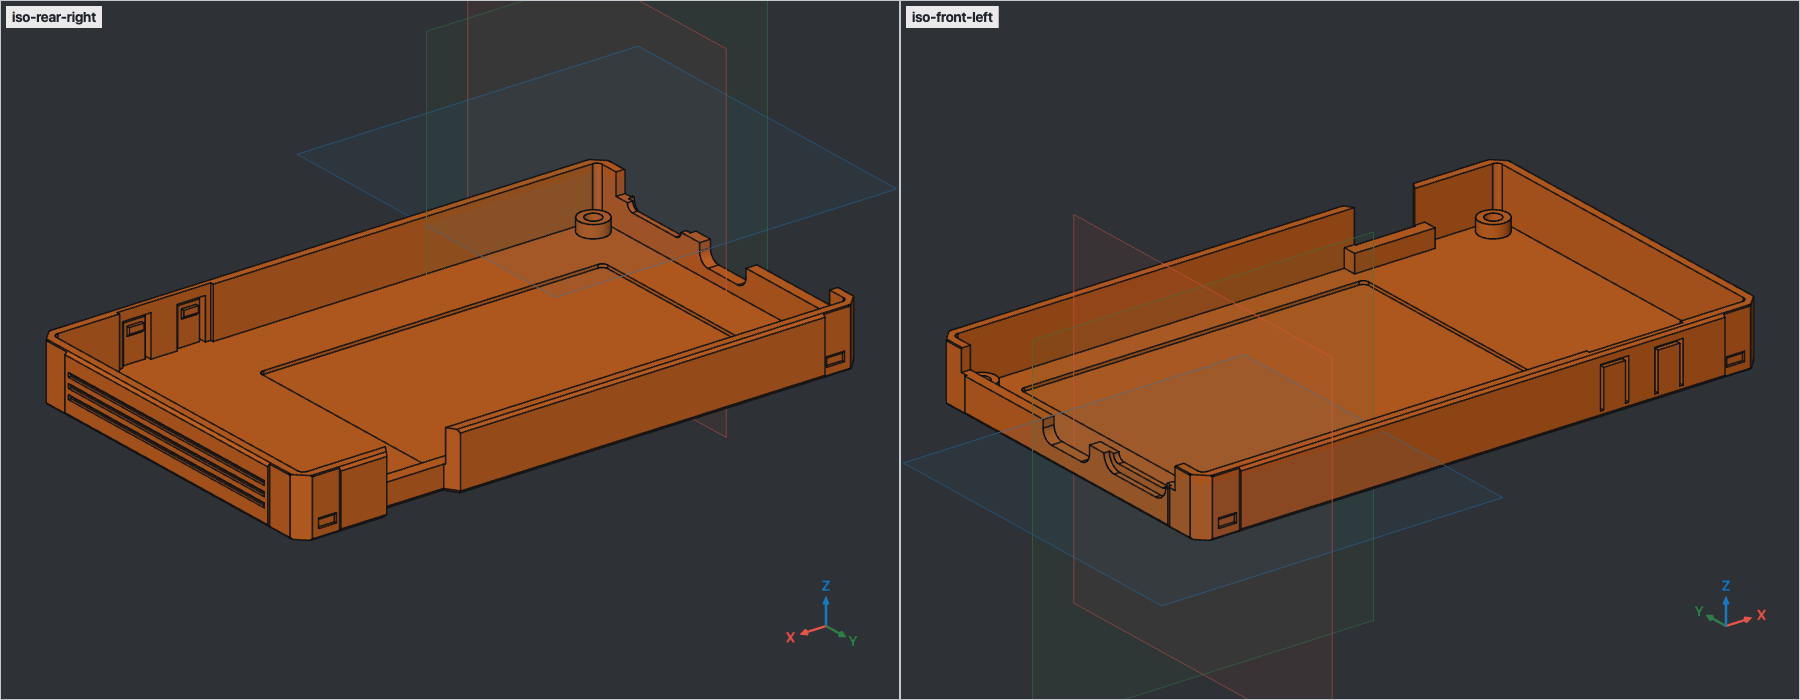 iso-rear-right
iso-front-left
Z
X
Y
Z
Y
X